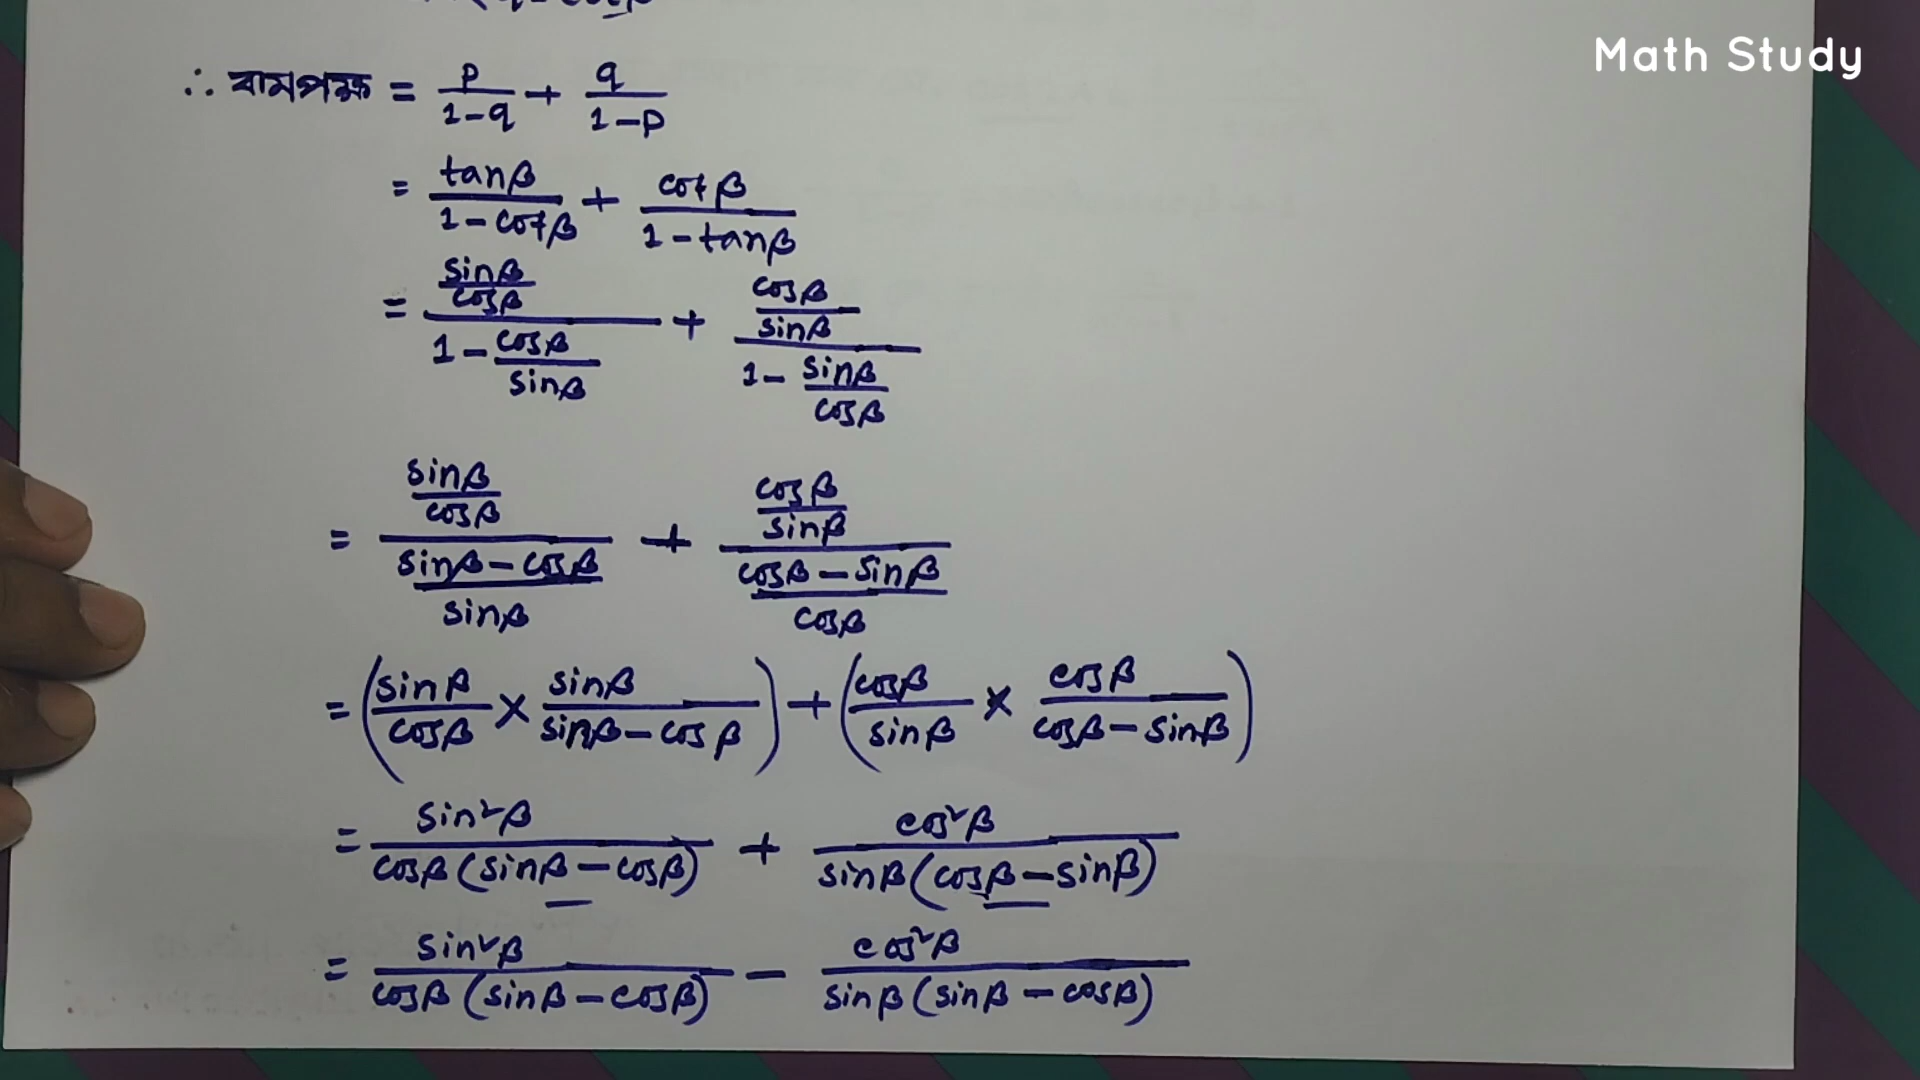 Math Study
∴ বামপক্ষ = p/(1-q) + q/(1-p)
= tanβ/(1-cotβ) + cotβ/(1-tanβ)
= (sinβ/cosβ)/(1-cosβ/sinβ) + (cosβ/sinβ)/(1-sinβ/cosβ)
= (sinβ/cosβ)/((sinβ-cosβ)/sinβ) + (cosβ/sinβ)/((cosβ-sinβ)/cosβ)
= (sinβ/cosβ × sinβ/(sinβ-cosβ)) + (cosβ/sinβ × cosβ/(cosβ-sinβ))
= sin²β/(cosβ(sinβ-cosβ)) + cos²β/(sinβ(cosβ-sinβ))
= sin²β/(cosβ(sinβ-cosβ)) - cos²β/(sinβ(sinβ-cosβ))